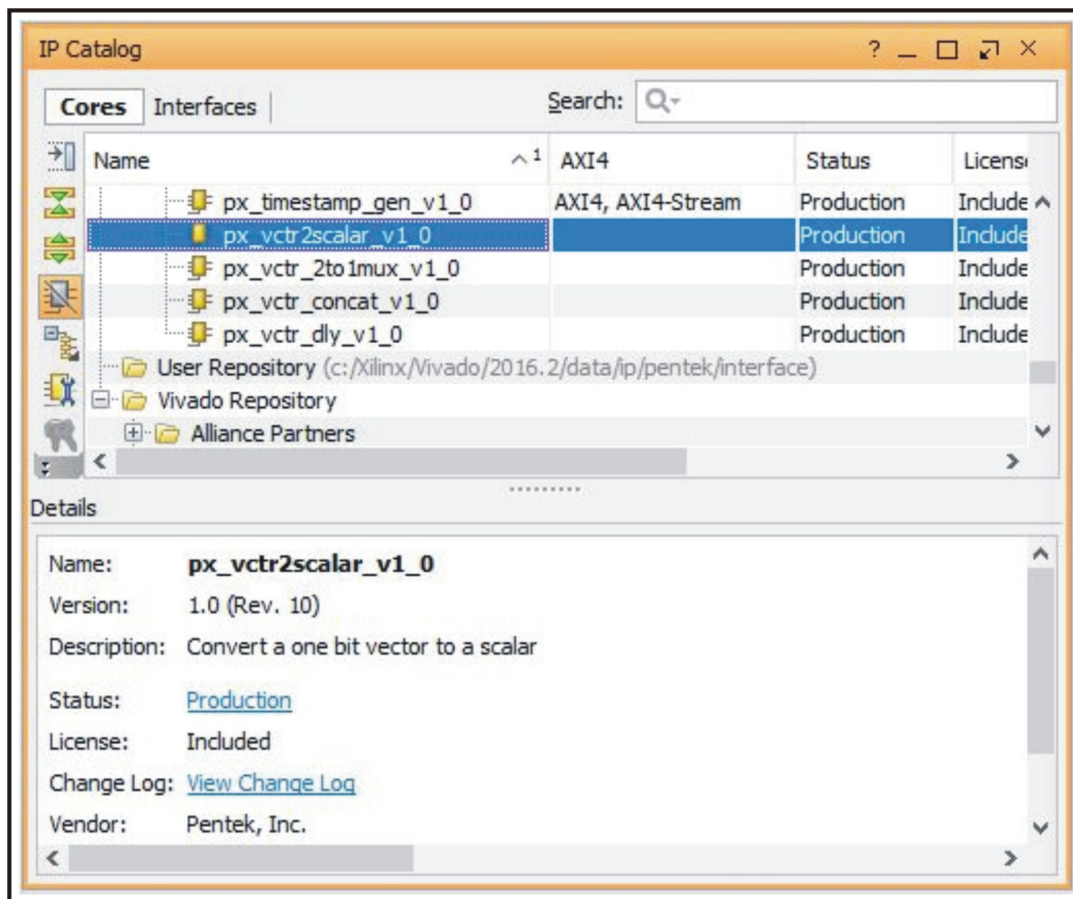 IP Catalog
Cores Interfaces Search:
Name 1 AXI4 Status License
px_timestamp_gen_v1_0 AXI4, AXI4-Stream Production Include
px_vctr2scalar_v1_0 Production Include
px_vctr_2to1mux_v1_0 Production Include
px_vctr_concat_v1_0 Production Include
px_vctr_dly_v1_0 Production Include
User Repository (c:/Xilinx/Vivado/2016.2/data/ip/pentek/interface)
Vivado Repository
Alliance Partners
Details
Name: px_vctr2scalar_v1_0
Version: 1.0 (Rev. 10)
Description: Convert a one bit vector to a scalar
Status: Production
License: Included
Change Log: View Change Log
Vendor: Pentek, Inc.